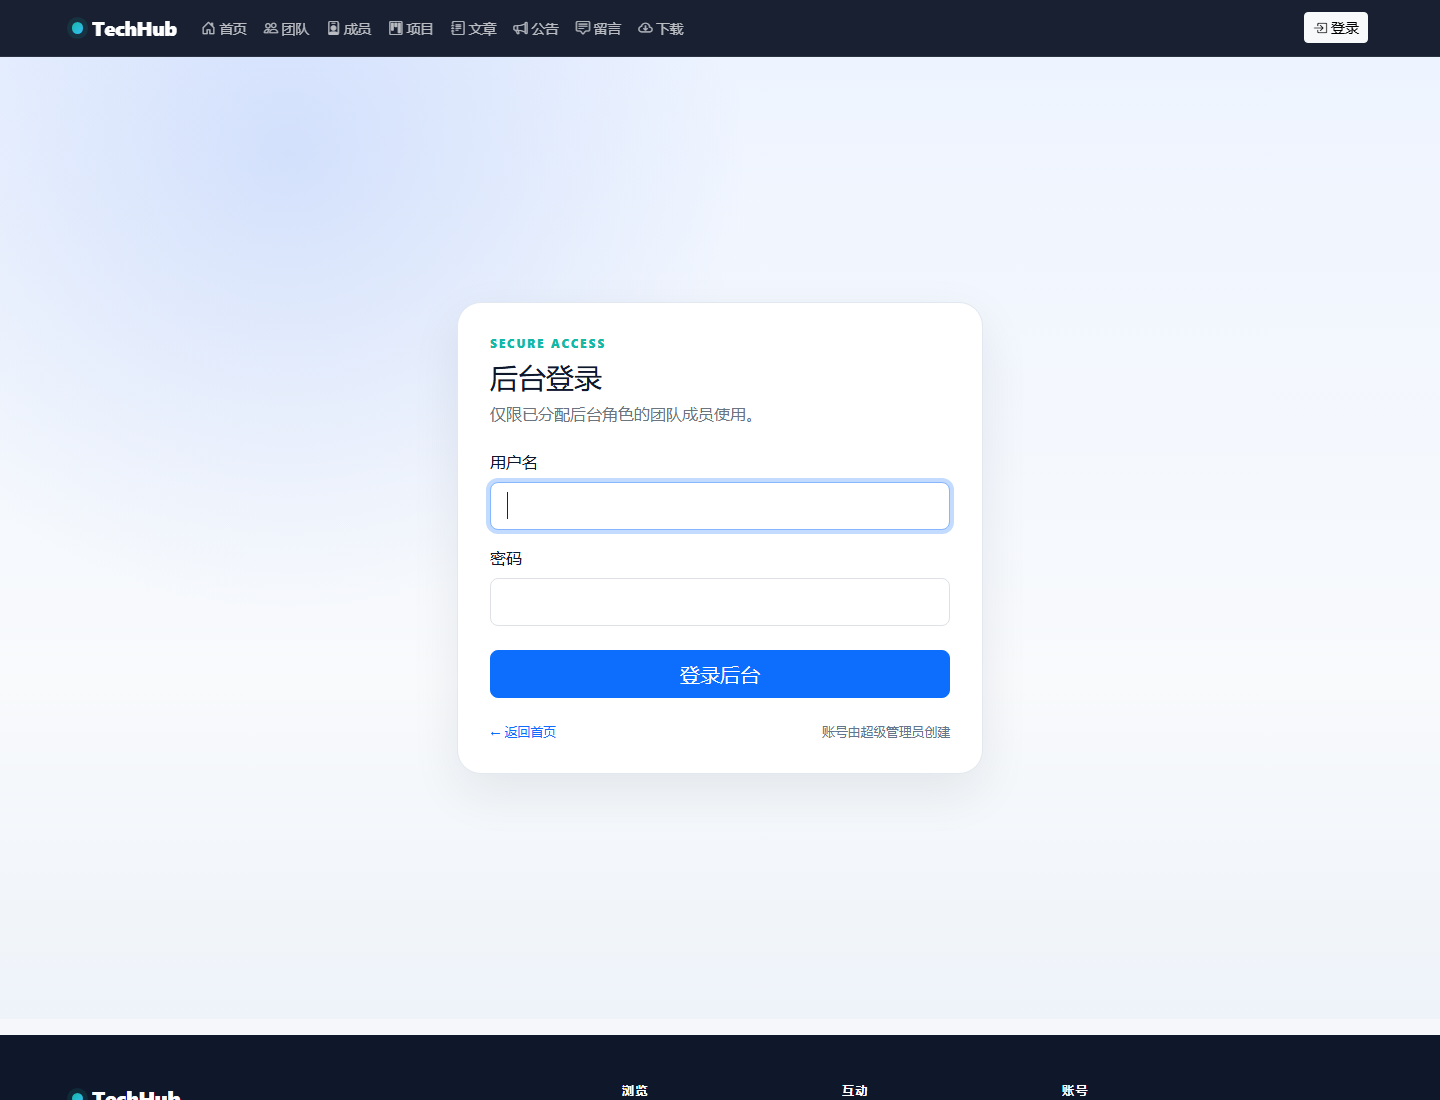 TechHub 首页 团队 成员 项目 文章 公告 留言 下载 登录
SECURE ACCESS
后台登录
仅限已分配后台角色的团队成员使用。
用户名
密码
登录后台
← 返回首页 账号由超级管理员创建
TechHub 浏览 互动 账号